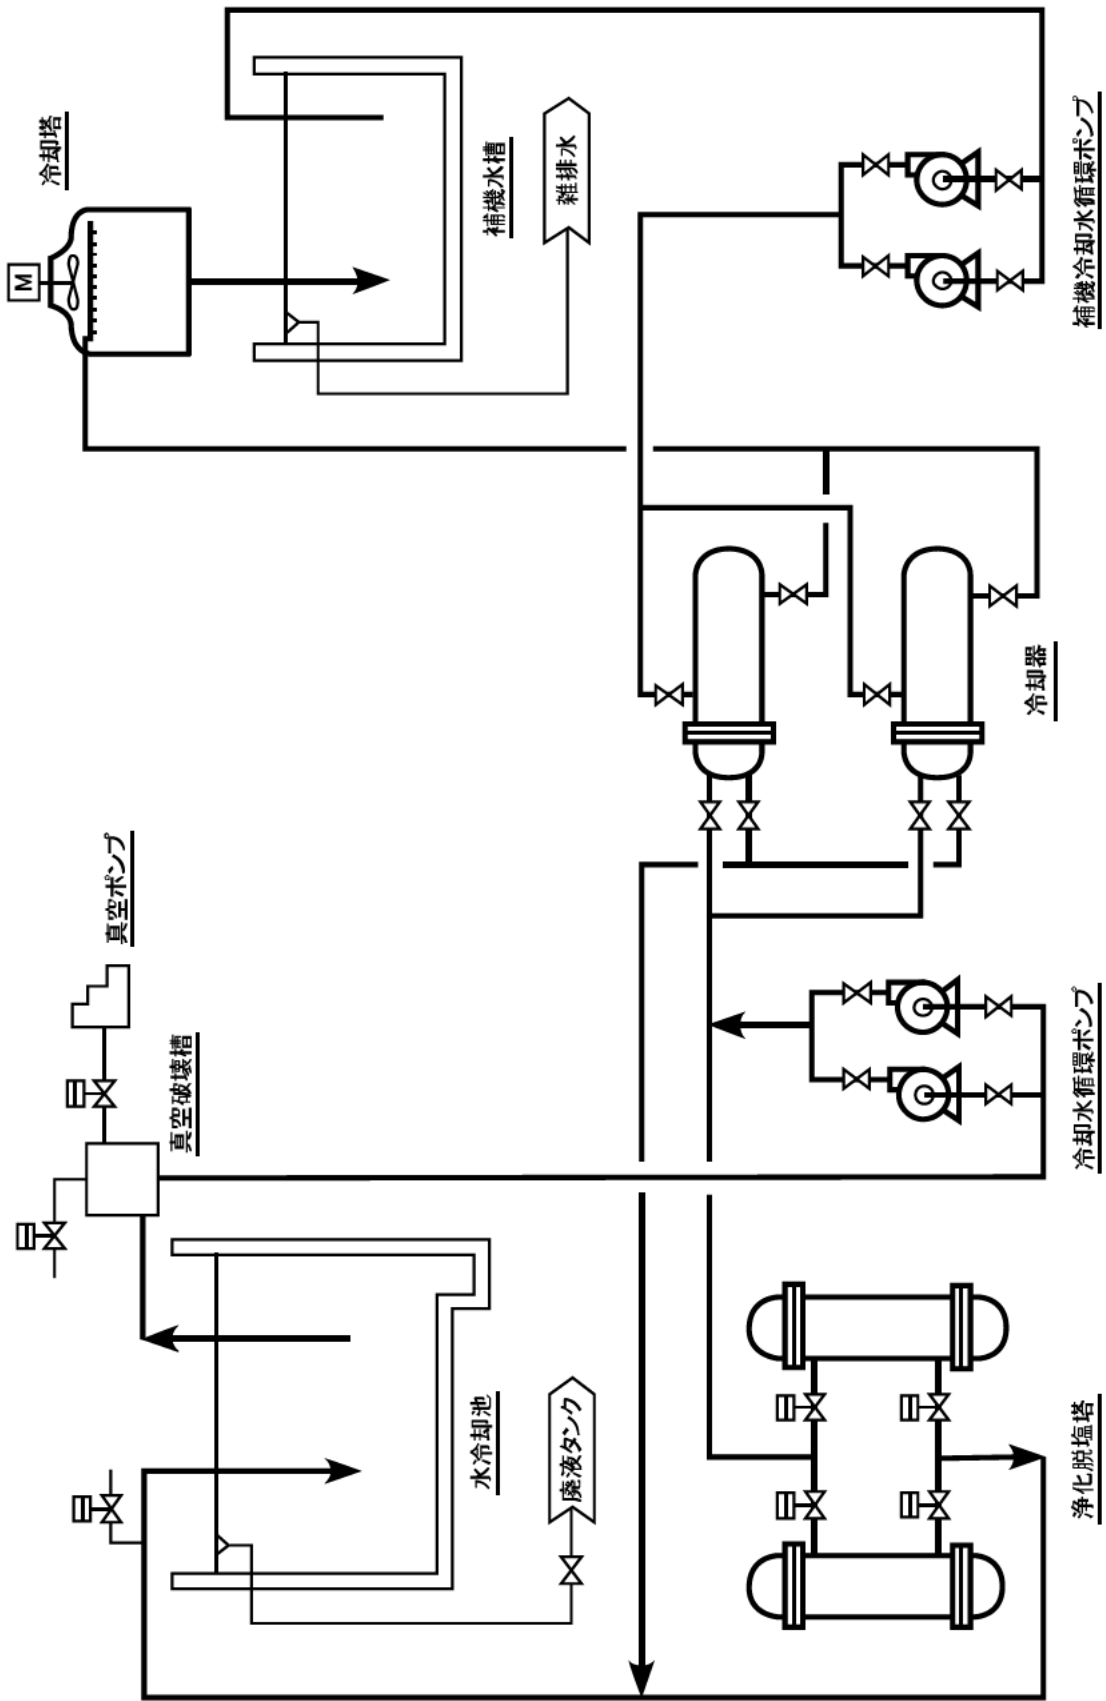 冷却塔
M
補機水槽
雑排水
補機冷却水循環ポンプ
冷却器
真空ポンプ
真空破壊槽
冷却水循環ポンプ
水冷却池
廃液タンク
浄化脱塩塔